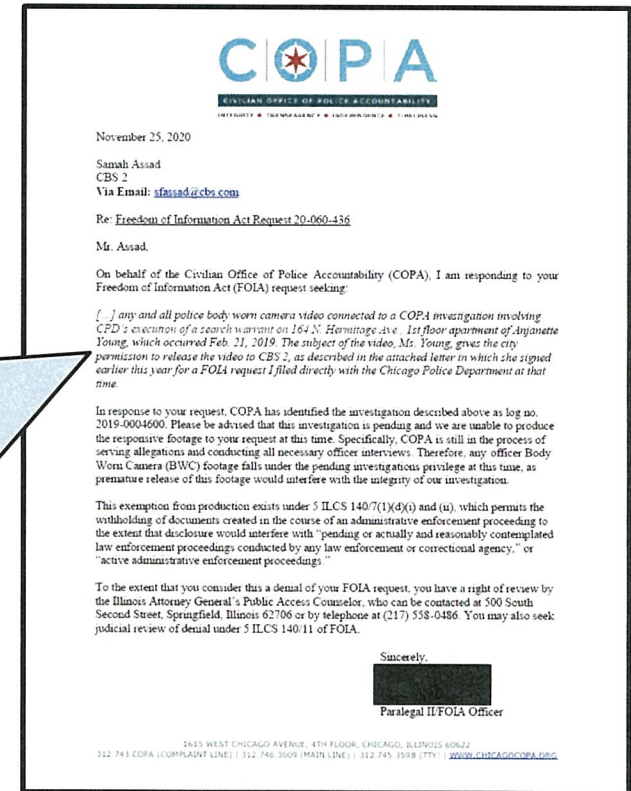 COPA
CIVILIAN OFFICE OF POLICE ACCOUNTABILITY
INTEGRITY ★ TRANSPARENCY ★ INDEPENDENCE ★ TIMELINESS
November 25, 2020
Samah Assad
CBS 2
Via Email: sfassad@cbs.com
Re: Freedom of Information Act Request 20-060-436
Mr. Assad,
On behalf of the Civilian Office of Police Accountability (COPA), I am responding to your
Freedom of Information Act (FOIA) request seeking:
[...] any and all police body worn camera video connected to a COPA investigation involving
CPD's execution of a search warrant on 164 N. Hermitage Ave., 1st floor apartment of Anjanette
Young, which occurred Feb. 21, 2019. The subject of the video, Ms. Young, gives the city
permission to release the video to CBS 2, as described in the attached letter in which she signed
earlier this year for a FOIA request I filed directly with the Chicago Police Department at that
time.
In response to your request, COPA has identified the investigation described above as log no.
2019-0004600. Please be advised that this investigation is pending and we are unable to produce
the responsive footage to your request at this time. Specifically, COPA is still in the process of
serving allegations and conducting all necessary officer interviews. Therefore, any officer Body
Worn Camera (BWC) footage falls under the pending investigations privilege at this time, as
premature release of this footage would interfere with the integrity of our investigation.
This exemption from production exists under 5 ILCS 140/7(1)(d)(i) and (ii), which permits the
withholding of documents created in the course of an administrative enforcement proceeding to
the extent that disclosure would interfere with "pending or actually and reasonably contemplated
law enforcement proceedings conducted by any law enforcement or correctional agency," or
"active administrative enforcement proceedings."
To the extent that you consider this a denial of your FOIA request, you have a right of review by
the Illinois Attorney General's Public Access Counselor, who can be contacted at 500 South
Second Street, Springfield, Illinois 62706 or by telephone at (217) 558-0486. You may also seek
judicial review of denial under 5 ILCS 140/11 of FOIA.
Sincerely,
Paralegal II/FOIA Officer
1615 WEST CHICAGO AVENUE, 4TH FLOOR, CHICAGO, ILLINOIS 60622
312.743.COPA (COMPLAINT LINE) | 312.746.3609 (MAIN LINE) | 312.745.3598 (TTY) | WWW.CHICAGOCOPA.ORG